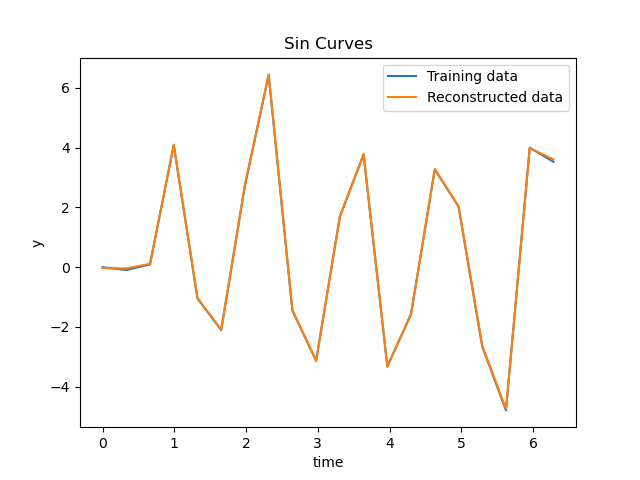 Sin Curves
Training data
Reconstructed data
6
4
2
0
−2
−4
y
0 1 2 3 4 5 6
time